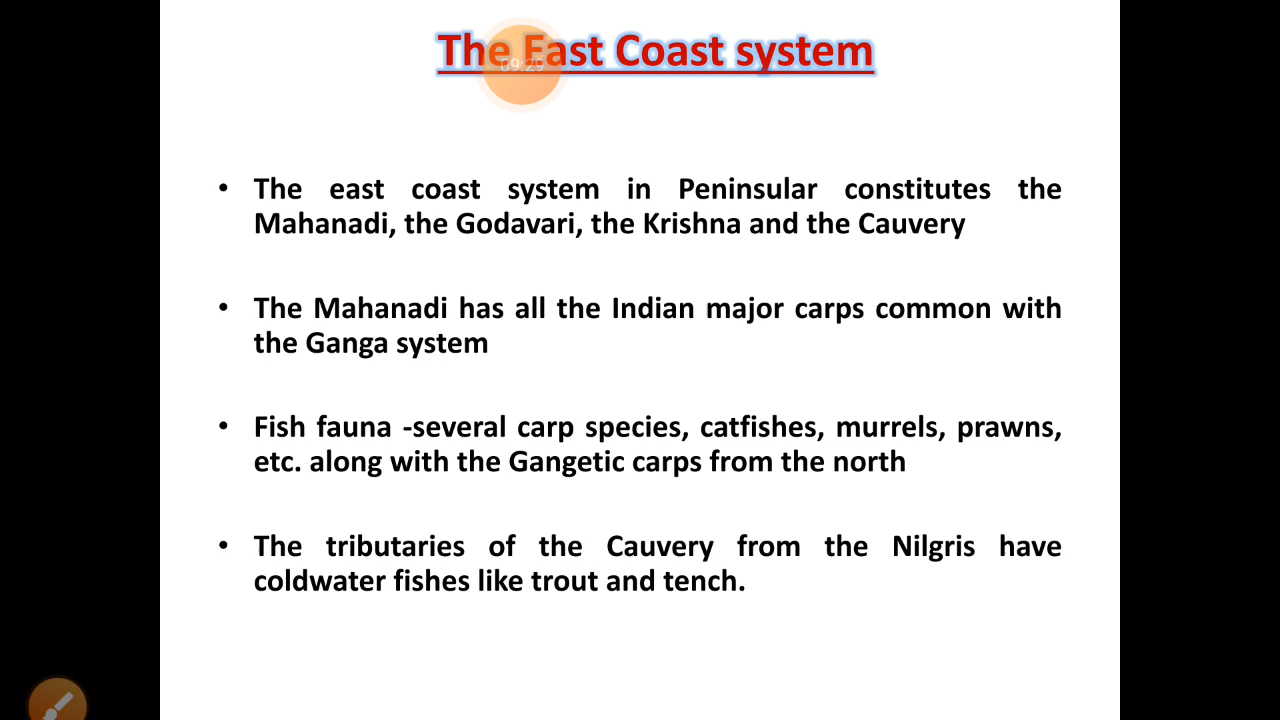 The East Coast system
09:29
• The east coast system in Peninsular constitutes the
Mahanadi, the Godavari, the Krishna and the Cauvery
• The Mahanadi has all the Indian major carps common with
the Ganga system
• Fish fauna -several carp species, catfishes, murrels, prawns,
etc. along with the Gangetic carps from the north
• The tributaries of the Cauvery from the Nilgris have
coldwater fishes like trout and tench.